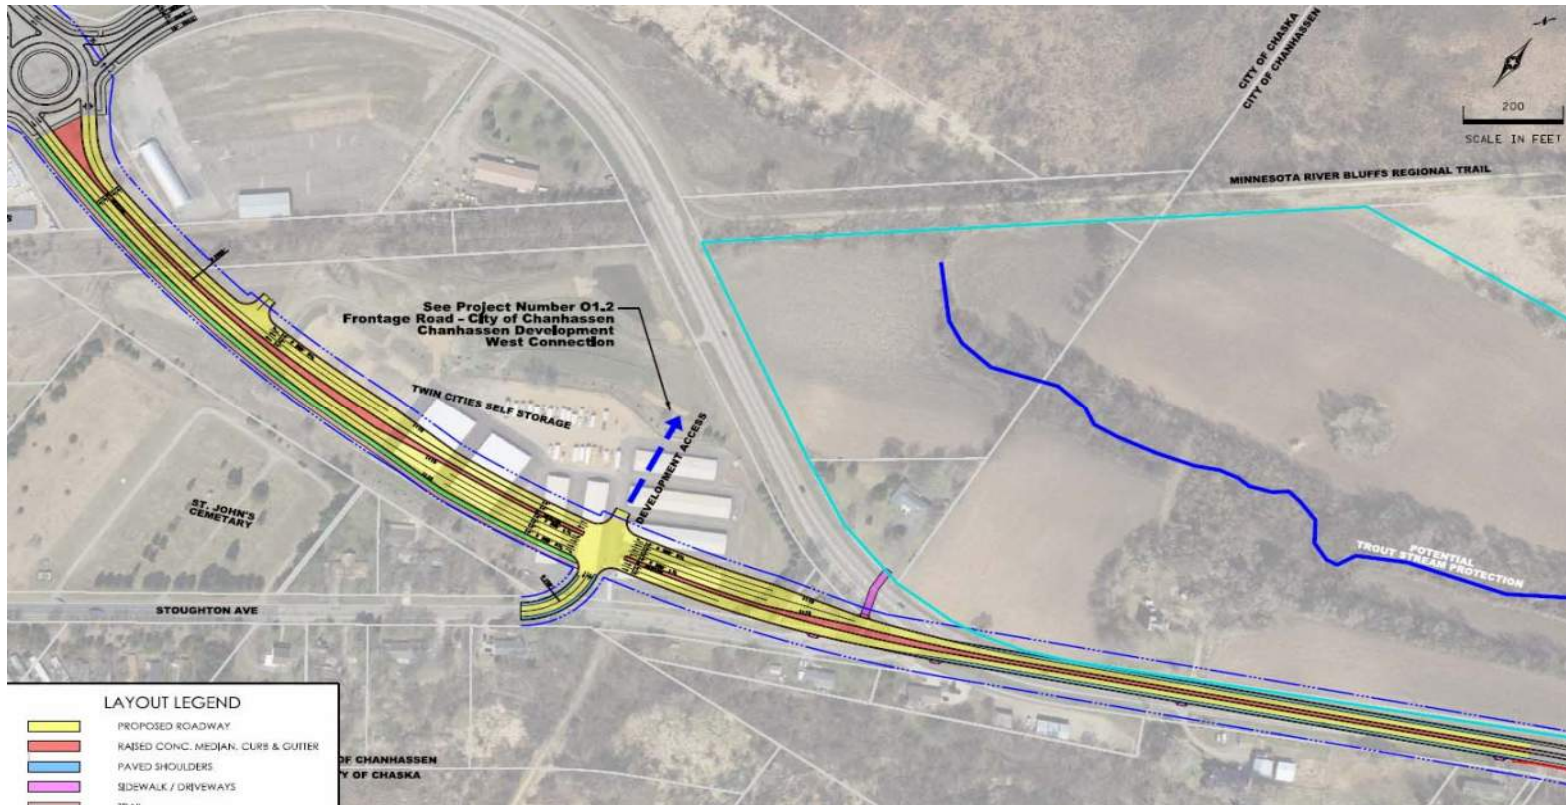 CITY OF CHASKA
CITY OF CHANHASSEN
200
SCALE IN FEET
MINNESOTA RIVER BLUFFS REGIONAL TRAIL
See Project Number 01.2
Frontage Road - City of Chanhassen
Chanhassen Development
West Connection
TWIN CITIES SELF STORAGE
DEVELOPMENT ACCESS
ST. JOHN'S
CEMETARY
POTENTIAL
TROUT STREAM PROTECTION
STOUGHTON AVE
LAYOUT LEGEND
PROPOSED ROADWAY
RAISED CONC. MEDIAN, CURB & GUTTER
PAVED SHOULDERS
SIDEWALK / DRIVEWAYS
OF CHANHASSEN
OF CHASKA